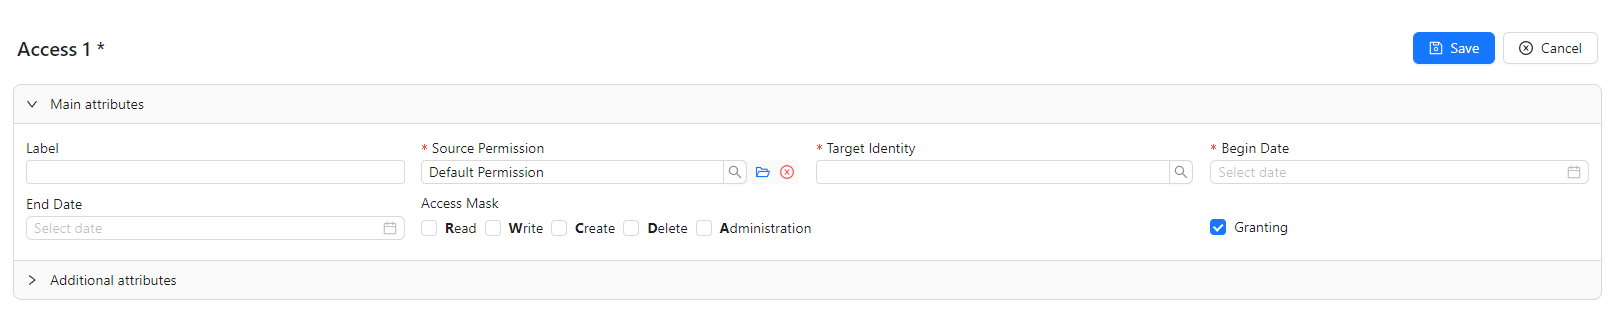 Access 1 *
Save
Cancel
Main attributes
Label
* Source Permission
* Target Identity
* Begin Date
Default Permission
Select date
End Date
Access Mask
Select date
Read
Write
Create
Delete
Administration
Granting
Additional attributes